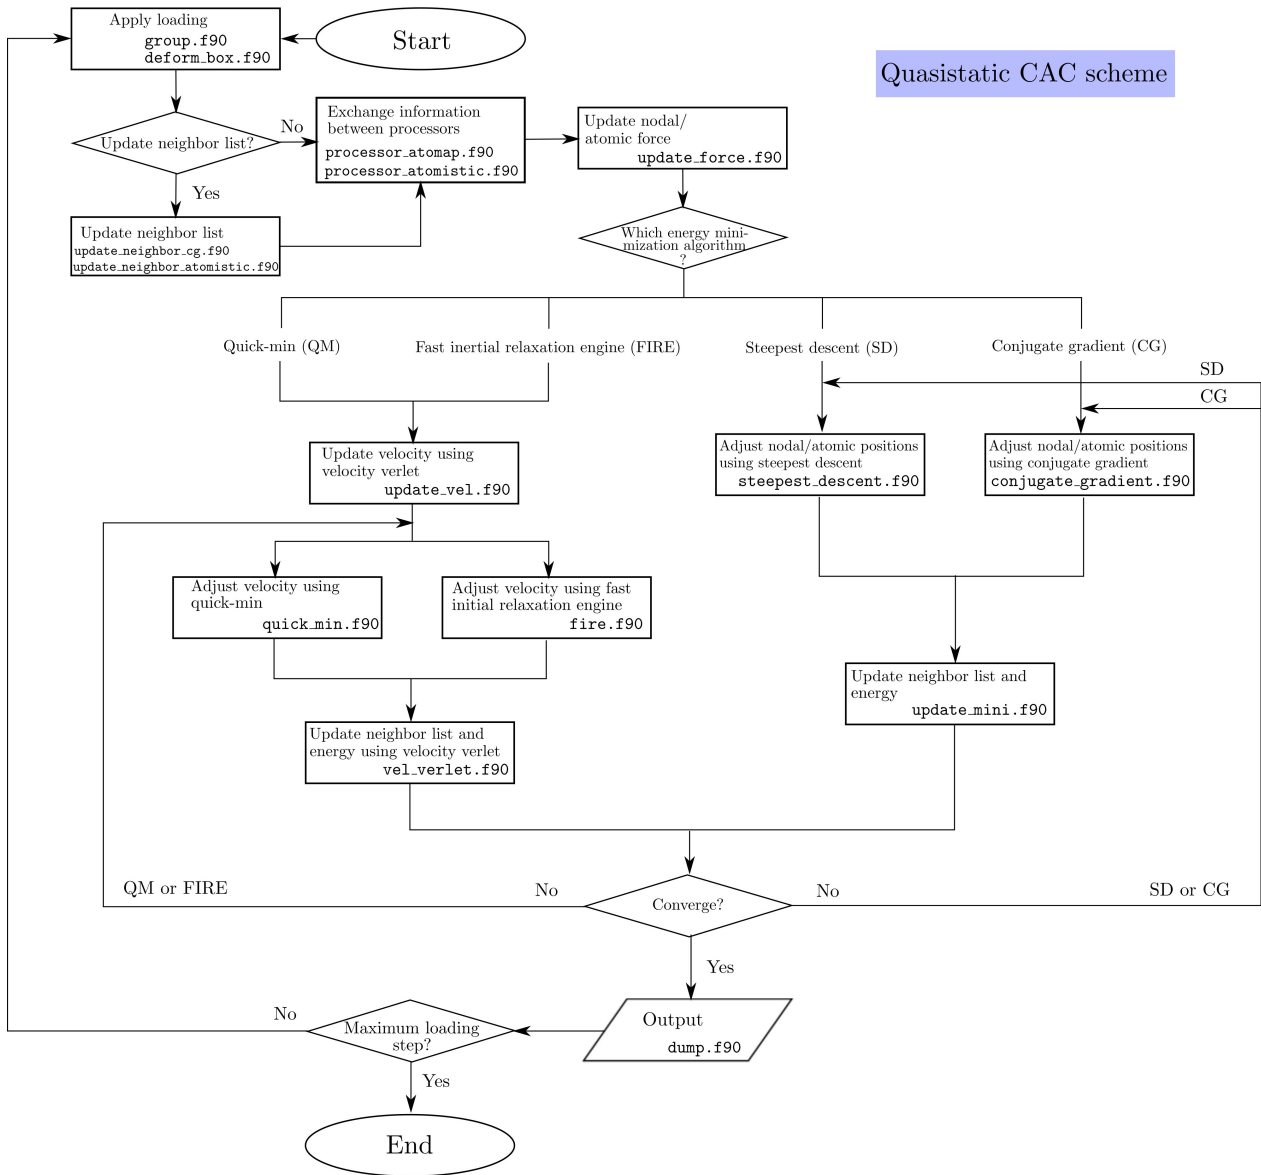 Apply loading
group.f90
deform_box.f90
Start
Quasistatic CAC scheme
Update neighbor list?
No
Yes
Exchange information
between processors
processor_atomap.f90
processor_atomistic.f90
Update nodal/
atomic force
update_force.f90
Update neighbor list
update_neighbor_cg.f90
update_neighbor_atomistic.f90
Which energy mini-
mization algorithm
?
Quick-min (QM)
Fast inertial relaxation engine (FIRE)
Steepest descent (SD)
Conjugate gradient (CG)
SD
CG
Update velocity using
velocity verlet
update_vel.f90
Adjust nodal/atomic positions
using steepest descent
steepest_descent.f90
Adjust nodal/atomic positions
using conjugate gradient
conjugate_gradient.f90
Adjust velocity using
quick-min
quick_min.f90
Adjust velocity using fast
initial relaxation engine
fire.f90
Update neighbor list and
energy
update_mini.f90
Update neighbor list and
energy using velocity verlet
vel_verlet.f90
QM or FIRE
No
Converge?
No
SD or CG
Yes
Output
dump.f90
No
Maximum loading
step?
Yes
End